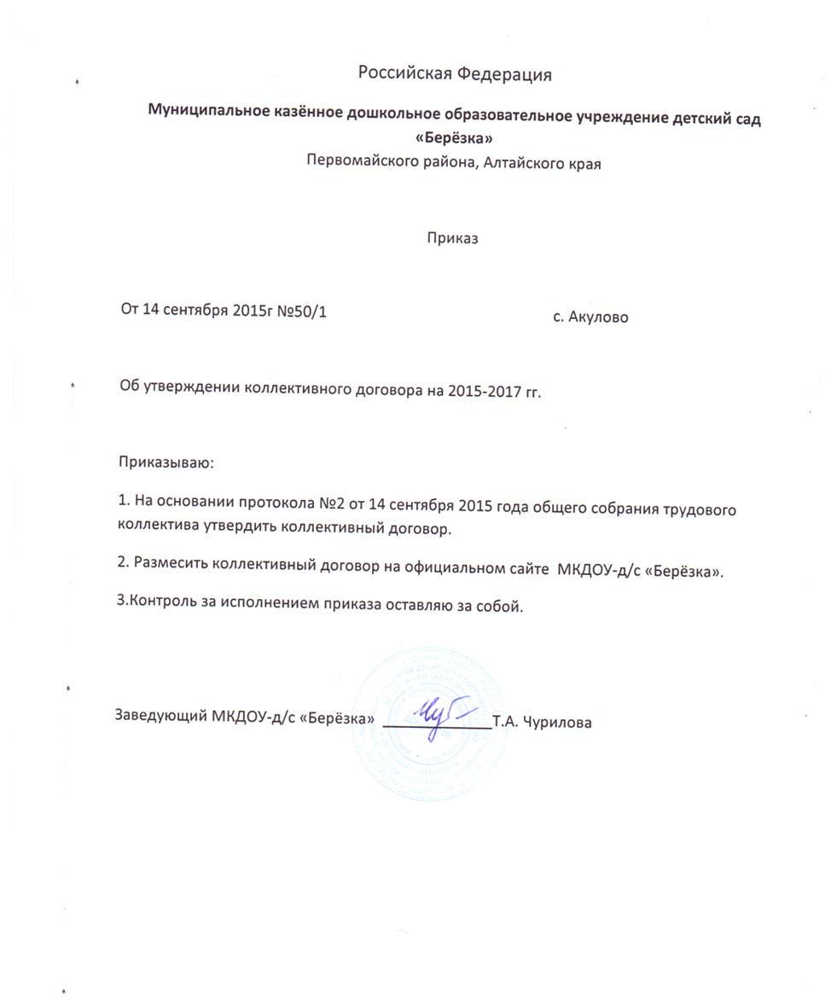 Российская Федерация
Муниципальное казённое дошкольное образовательное учреждение детский сад
«Берёзка»
Первомайского района, Алтайского края
Приказ
От 14 сентября 2015г №50/1 с. Акулово
Об утверждении коллективного договора на 2015-2017 гг.
Приказываю:
1. На основании протокола №2 от 14 сентября 2015 года общего собрания трудового
коллектива утвердить коллективный договор.
2. Размесить коллективный договор на официальном сайте МКДОУ-д/с «Берёзка».
3.Контроль за исполнением приказа оставляю за собой.
Заведующий МКДОУ-д/с «Берёзка» ______________Т.А. Чурилова